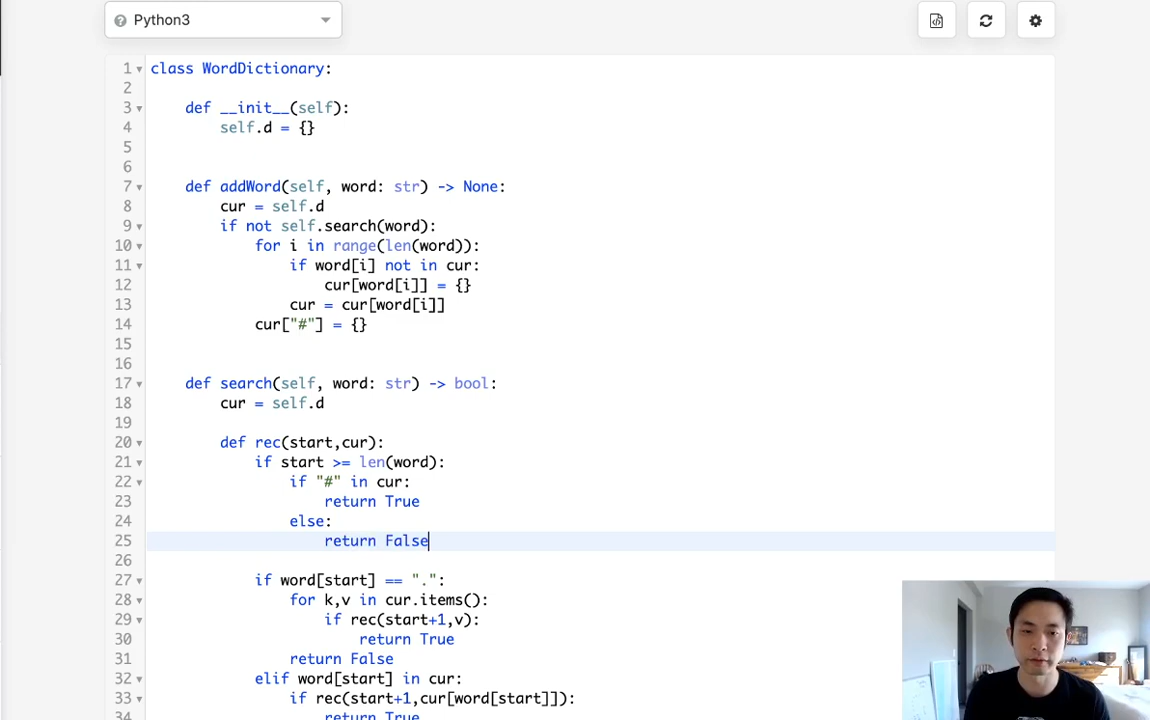 Python3
1 class WordDictionary:
2
3 def __init__(self):
4 self.d = {}
5
6
7 def addWord(self, word: str) -> None:
8 cur = self.d
9 if not self.search(word):
10 for i in range(len(word)):
11 if word[i] not in cur:
12 cur[word[i]] = {}
13 cur = cur[word[i]]
14 cur["#"] = {}
15
16
17 def search(self, word: str) -> bool:
18 cur = self.d
19
20 def rec(start,cur):
21 if start >= len(word):
22 if "#" in cur:
23 return True
24 else:
25 return False
26
27 if word[start] == ".":
28 for k,v in cur.items():
29 if rec(start+1,v):
30 return True
31 return False
32 elif word[start] in cur:
33 if rec(start+1,cur[word[start]]):
34 return True